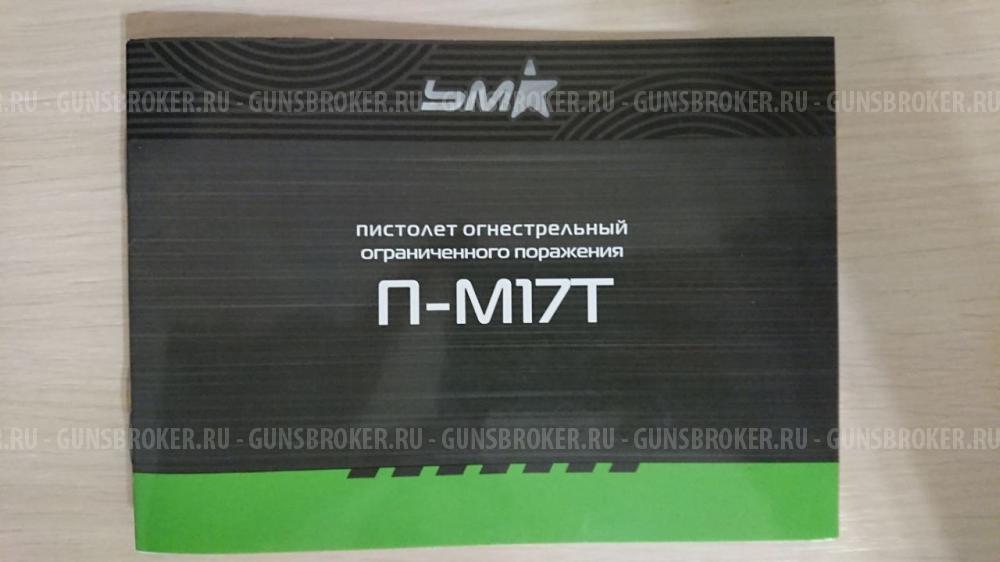 RU - GUNSBROKER.RU - GUNSBROKER.RU - GUNSBROKER.RU - GUNSBROKER.RU - GUNSBROKER.RU -
пистолет огнестрельный
ограниченного поражения
П-М17Т
RU - GUNSBROKER.RU - GUNSBROKER.RU - GUNSBROKER.RU - GUNSBROKER.RU - GUNSBROKER.RU -